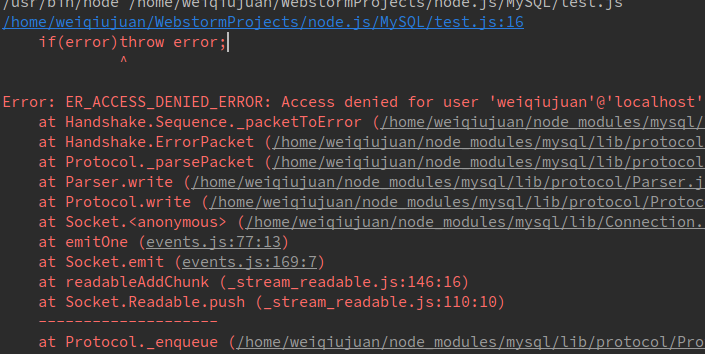 /usr/bin/node /home/weiqiujuan/WebstormProjects/node.js/MySQL/test.js
/home/weiqiujuan/WebstormProjects/node.js/MySQL/test.js:16
if(error)throw error;
^
Error: ER_ACCESS_DENIED_ERROR: Access denied for user 'weiqiujuan'@'localhost'
at Handshake.Sequence._packetToError (/home/weiqiujuan/node_modules/mysql/
at Handshake.ErrorPacket (/home/weiqiujuan/node_modules/mysql/lib/protocol
at Protocol._parsePacket (/home/weiqiujuan/node_modules/mysql/lib/protocol
at Parser.write (/home/weiqiujuan/node_modules/mysql/lib/protocol/Parser.j
at Protocol.write (/home/weiqiujuan/node_modules/mysql/lib/protocol/Protoc
at Socket.<anonymous> (/home/weiqiujuan/node_modules/mysql/lib/Connection.
at emitOne (events.js:77:13)
at Socket.emit (events.js:169:7)
at readableAddChunk (_stream_readable.js:146:16)
at Socket.Readable.push (_stream_readable.js:110:10)
--------------------
at Protocol._enqueue (/home/weiqiujuan/node_modules/mysql/lib/protocol/Pro